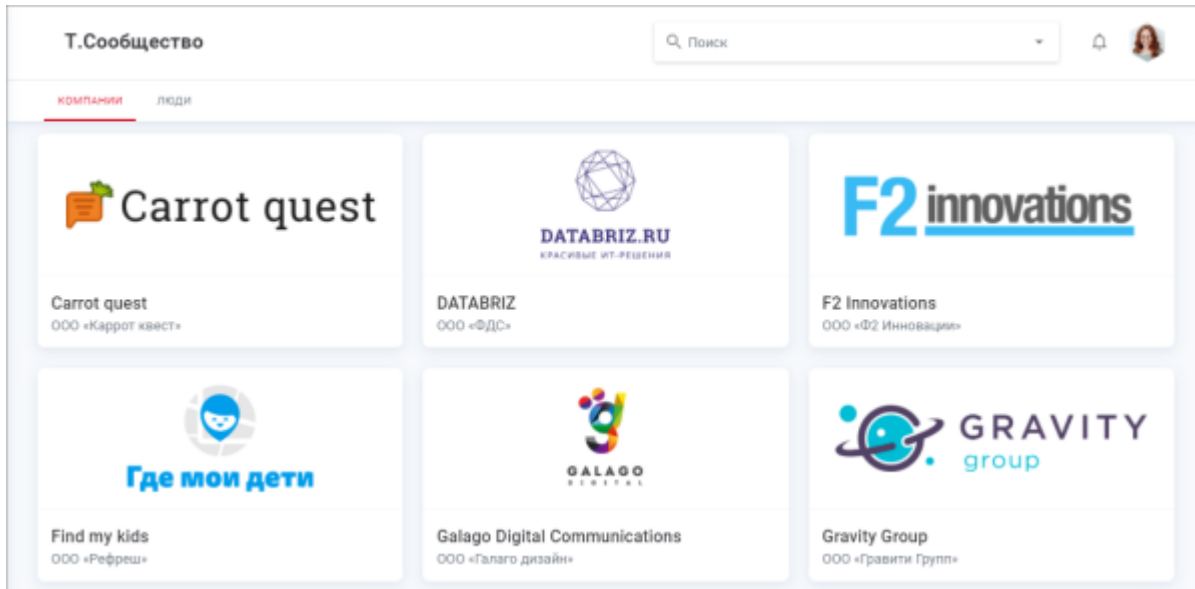 Т.Сообщество
Поиск
КОМПАНИИ ЛЮДИ
Carrot quest
DATABRIZ.RU
КРАСИВЫЕ ИТ-РЕШЕНИЯ
F2 innovations
Carrot quest
ООО «Каррот квест»
DATABRIZ
ООО «ФДС»
F2 Innovations
ООО «Ф2 Инновации»
Где мои дети
GALAGO
DIGITAL
GRAVITY
group
Find my kids
ООО «Рефреш»
Galago Digital Communications
ООО «Галаго дизайн»
Gravity Group
ООО «Гравити Групп»